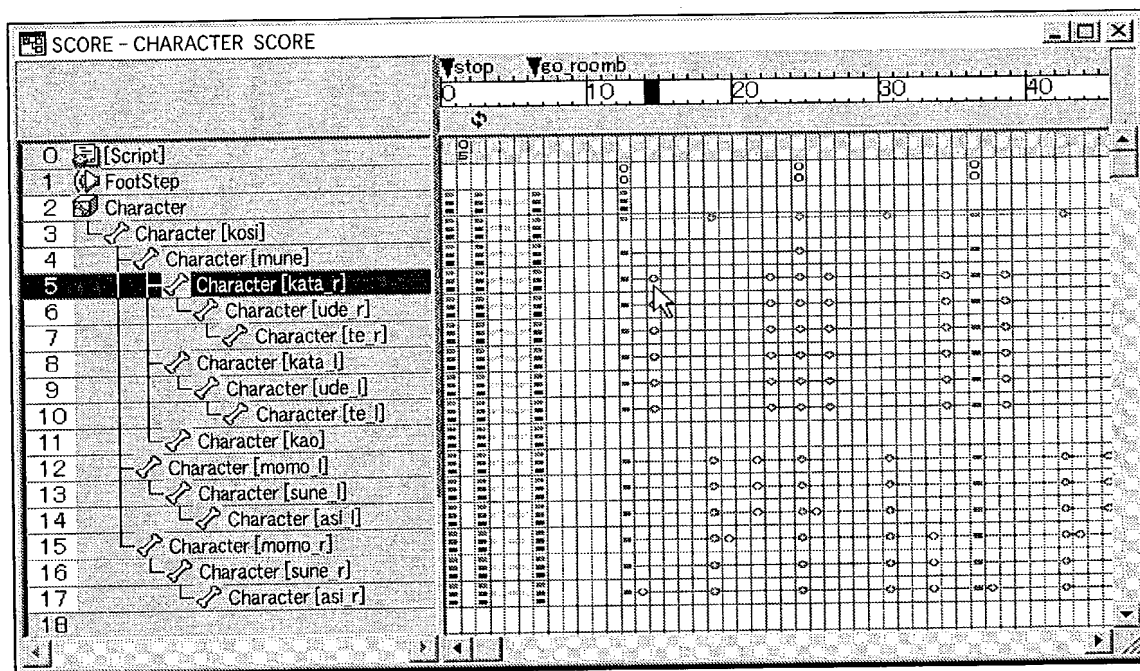 SCORE - CHARACTER SCORE
stop go_roomb
0 10 20 30 40
0 [Script]
1 FootStep
2 Character
3 Character [kosi]
4 Character [mune]
5 Character [kata_r]
6 Character [ude_r]
7 Character [te_r]
8 Character [kata_l]
9 Character [ude_l]
10 Character [te_l]
11 Character [kao]
12 Character [momo_l]
13 Character [sune_l]
14 Character [asi_l]
15 Character [momo_r]
16 Character [sune_r]
17 Character [asi_r]
18